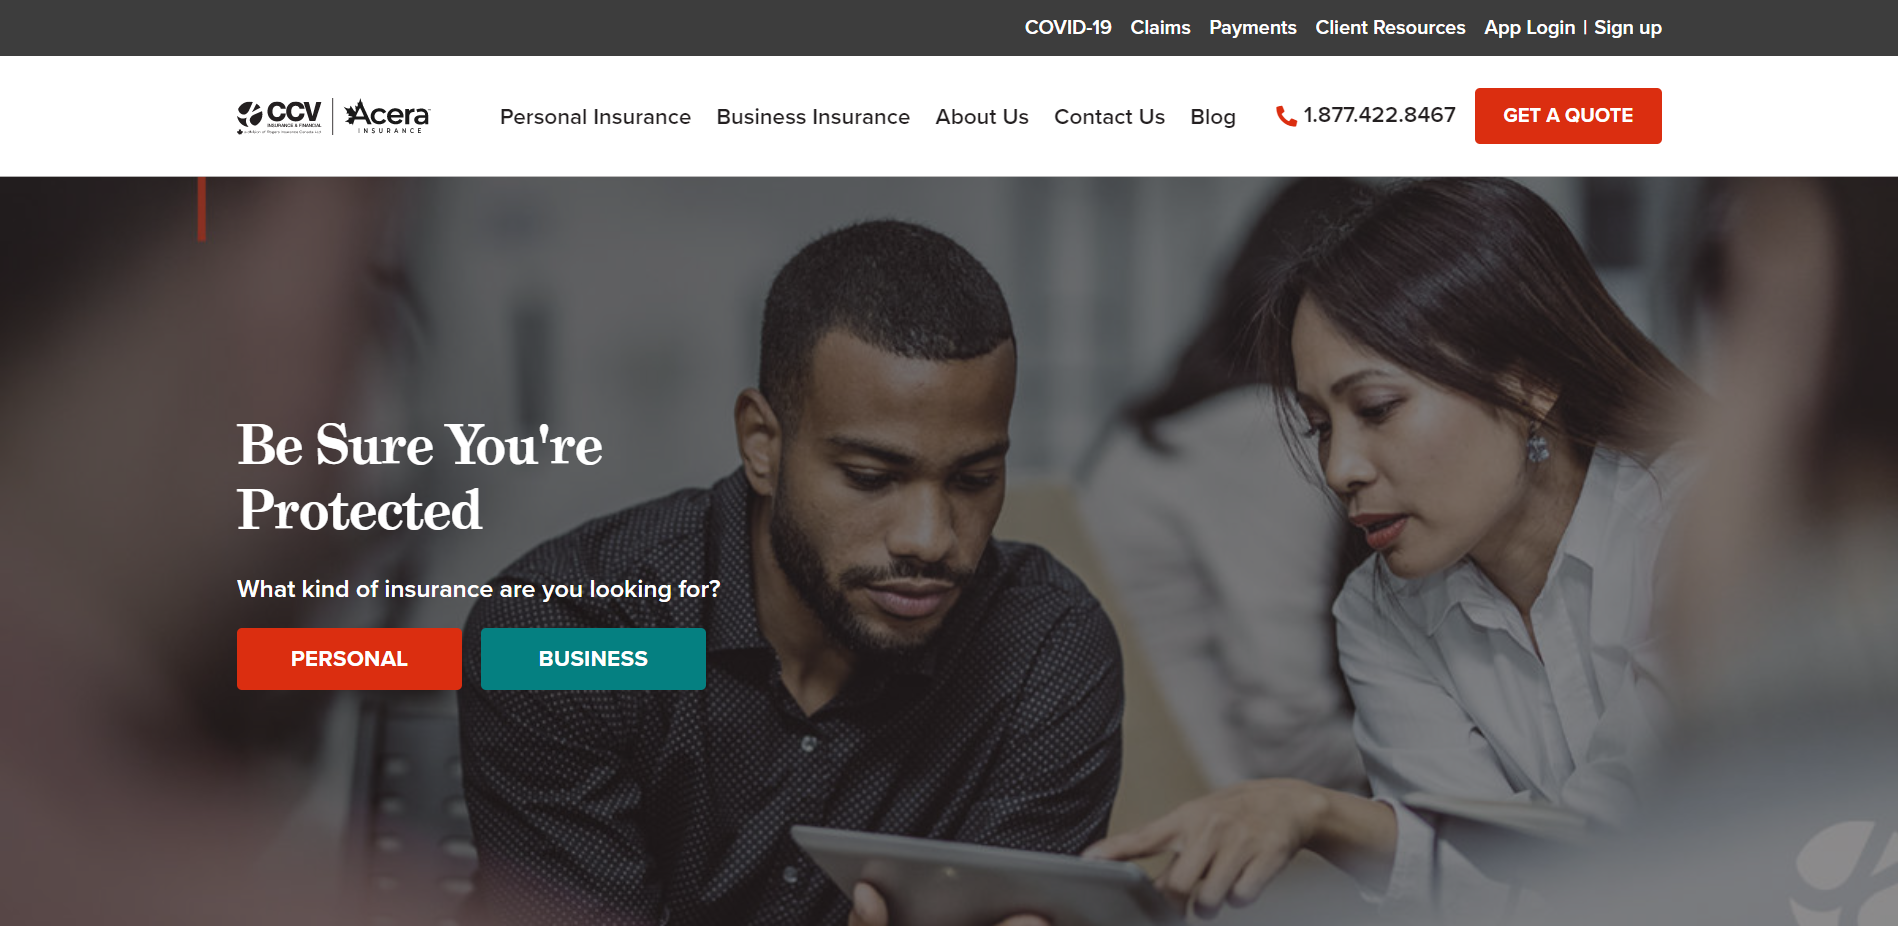 COVID-19 Claims Payments Client Resources App Login | Sign up
CCV
INSURANCE & FINANCIAL
Acera
INSURANCE
Personal Insurance Business Insurance About Us Contact Us Blog 1.877.422.8467 GET A QUOTE
Be Sure You're
Protected
What kind of insurance are you looking for?
PERSONAL BUSINESS